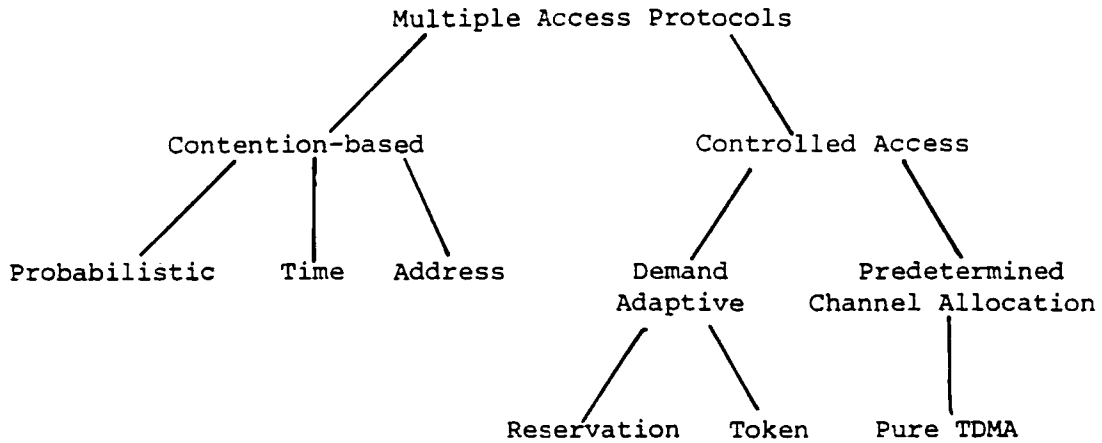 Multiple Access Protocols
Contention-based Controlled Access
Probabilistic Time Address Demand Adaptive Predetermined Channel Allocation
Reservation Token Pure TDMA